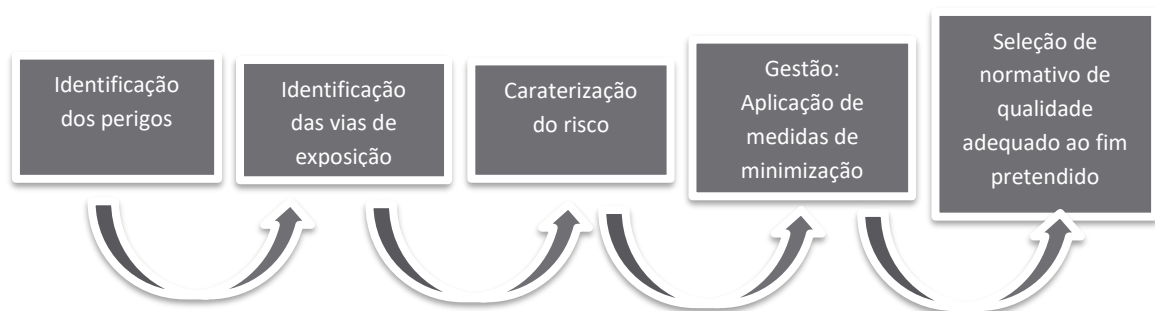 Identificação
dos perigos
Identificação
das vias de
exposição
Caraterização
do risco
Gestão:
Aplicação de
medidas de
minimização
Seleção de
normativo de
qualidade
adequado ao fim
pretendido